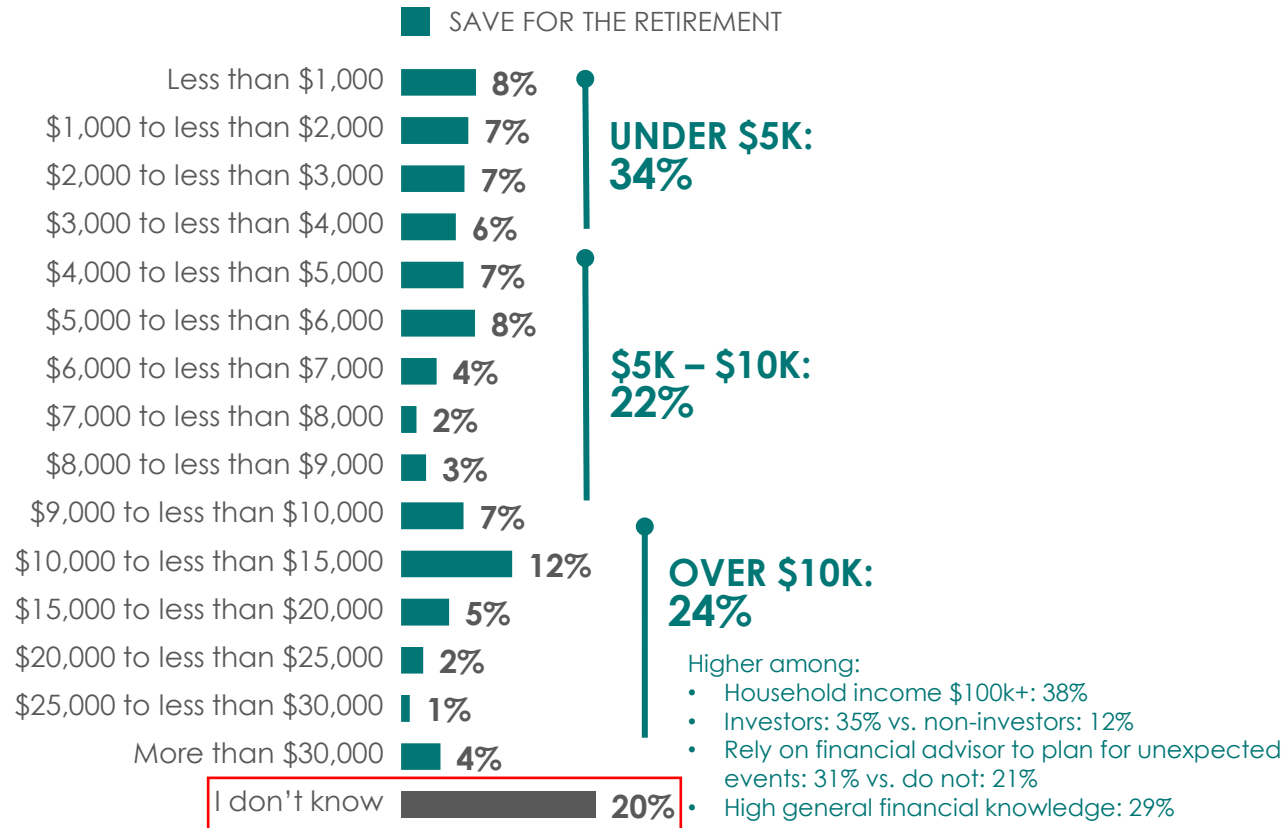 SAVE FOR THE RETIREMENT
Less than $1,000 8%
$1,000 to less than $2,000 7%
$2,000 to less than $3,000 7%
$3,000 to less than $4,000 6%
$4,000 to less than $5,000 7%
$5,000 to less than $6,000 8%
$6,000 to less than $7,000 4%
$7,000 to less than $8,000 2%
$8,000 to less than $9,000 3%
$9,000 to less than $10,000 7%
$10,000 to less than $15,000 12%
$15,000 to less than $20,000 5%
$20,000 to less than $25,000 2%
$25,000 to less than $30,000 1%
More than $30,000 4%
I don't know 20%
UNDER $5K:
34%
$5K – $10K:
22%
OVER $10K:
24%
Higher among:
• Household income $100k+: 38%
• Investors: 35% vs. non-investors: 12%
• Rely on financial advisor to plan for unexpected
events: 31% vs. do not: 21%
• High general financial knowledge: 29%